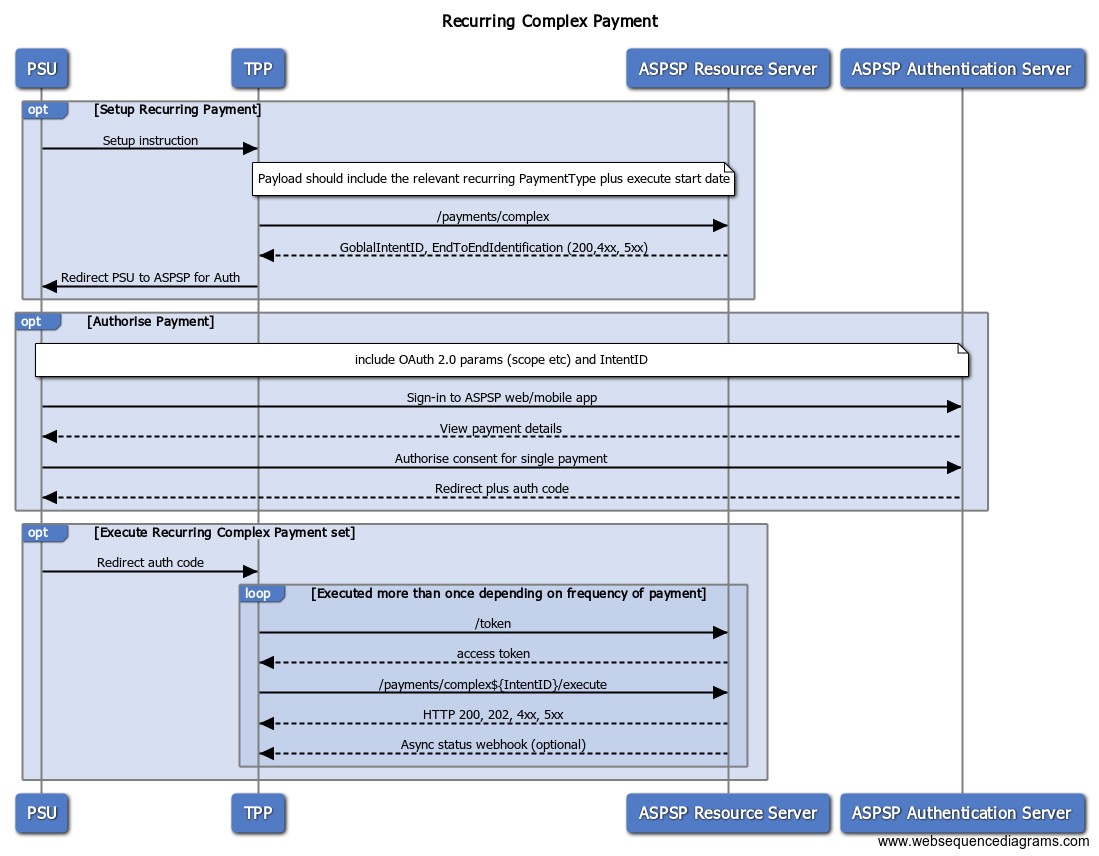 Recurring Complex Payment
PSU
TPP
ASPSP Resource Server
ASPSP Authentication Server
opt
[Setup Recurring Payment]
Setup instruction
Payload should include the relevant recurring PaymentType plus execute start date
/payments/complex
GoblalIntentID, EndToEndIdentification (200,4xx, 5xx)
Redirect PSU to ASPSP for Auth
opt
[Authorise Payment]
include OAuth 2.0 params (scope etc) and IntentID
Sign-in to ASPSP web/mobile app
View payment details
Authorise consent for single payment
Redirect plus auth code
opt
[Execute Recurring Complex Payment set]
Redirect auth code
loop
[Executed more than once depending on frequency of payment]
/token
access token
/payments/complex${IntentID}/execute
HTTP 200, 202, 4xx, 5xx
Async status webhook (optional)
PSU
TPP
ASPSP Resource Server
ASPSP Authentication Server
www.websequencediagrams.com